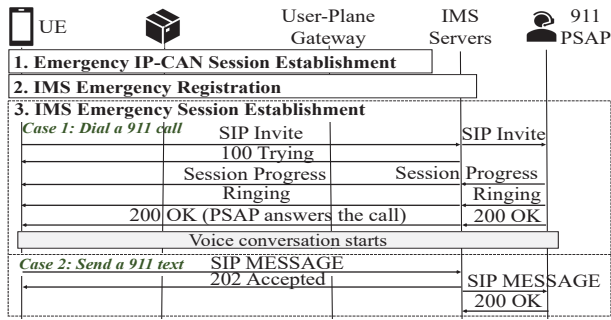 UE
User-Plane
Gateway
IMS
Servers
911
PSAP
1. Emergency IP-CAN Session Establishment
2. IMS Emergency Registration
3. IMS Emergency Session Establishment
Case 1: Dial a 911 call
SIP Invite
SIP Invite
100 Trying
Session Progress
Session Progress
Ringing
Ringing
200 OK (PSAP answers the call)
200 OK
Voice conversation starts
Case 2: Send a 911 text
SIP MESSAGE
202 Accepted
SIP MESSAGE
200 OK